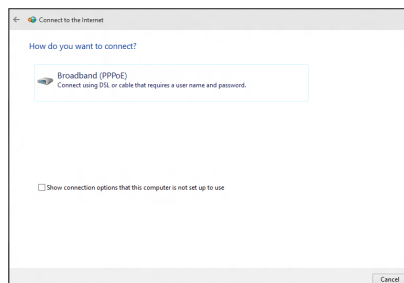 Connect to the Internet
How do you want to connect?
Broadband (PPPoE)
Connect using DSL or cable that requires a user name and password.
Show connection options that this computer is not set up to use
Cancel